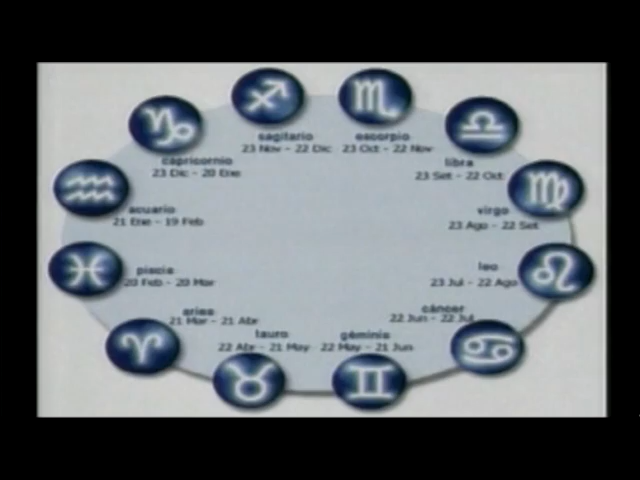 sagitario
23 Nov - 22 Dic
escorpio
23 Oct - 22 Nov
capricornio
23 Dic - 20 Ene
libra
23 Set - 22 Oct
acuario
21 Ene - 19 Feb
virgo
23 Ago - 22 Set
piscis
20 Feb - 20 Mar
leo
23 Jul - 22 Ago
aries
21 Mar - 21 Abr
cáncer
22 Jun - 22 Jul
tauro
22 Abr - 21 May
géminis
22 May - 21 Jun